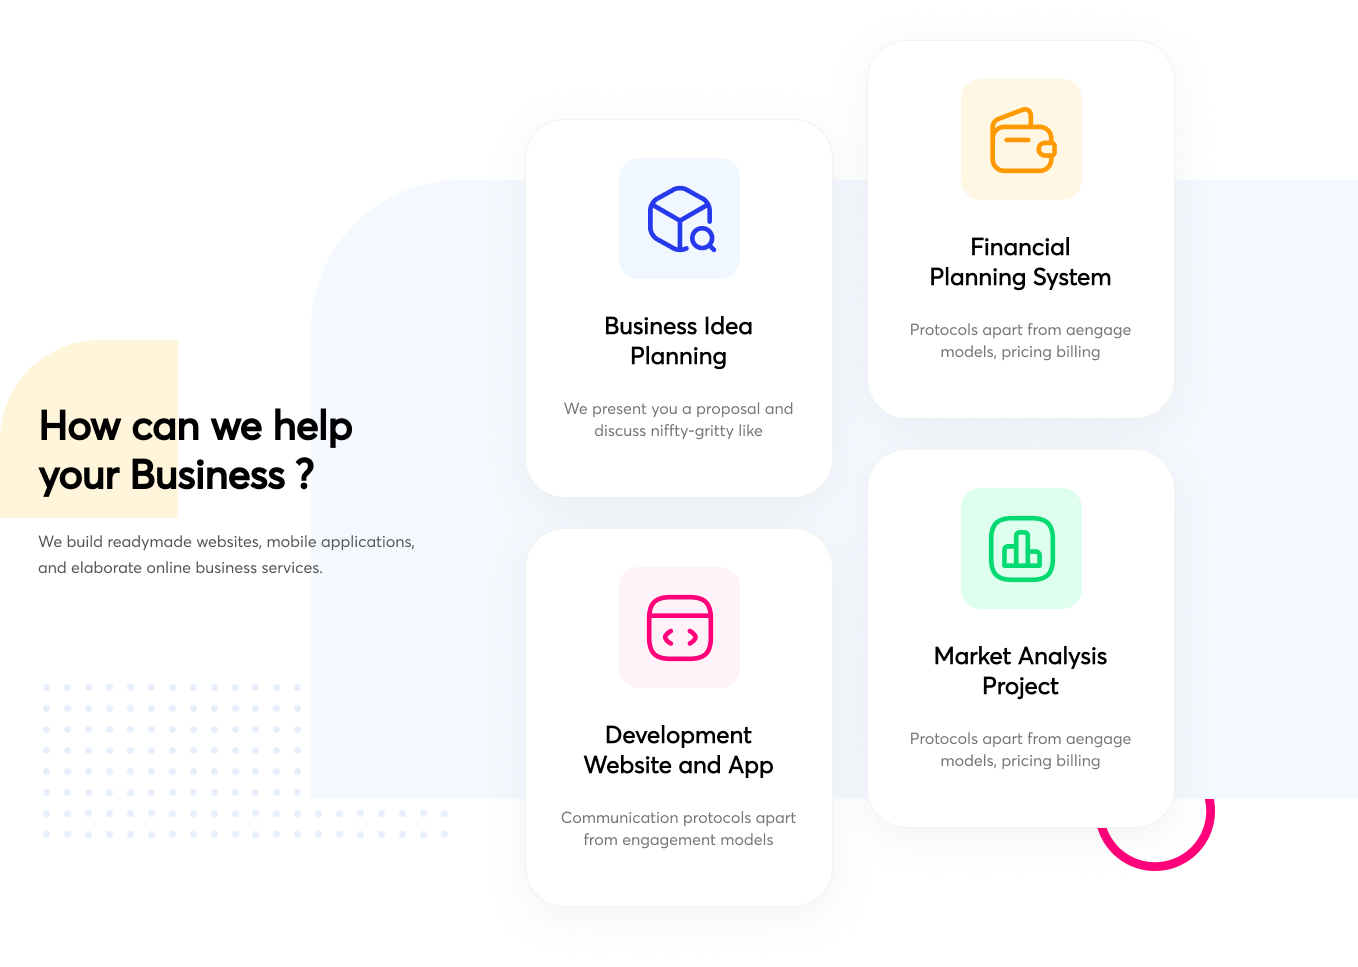 How can we help
your Business ?
We build readymade websites, mobile applications,
and elaborate online business services.
Business Idea
Planning
We present you a proposal and
discuss niffty-gritty like
Financial
Planning System
Protocols apart from aengage
models, pricing billing
Development
Website and App
Communication protocols apart
from engagement models
Market Analysis
Project
Protocols apart from aengage
models, pricing billing